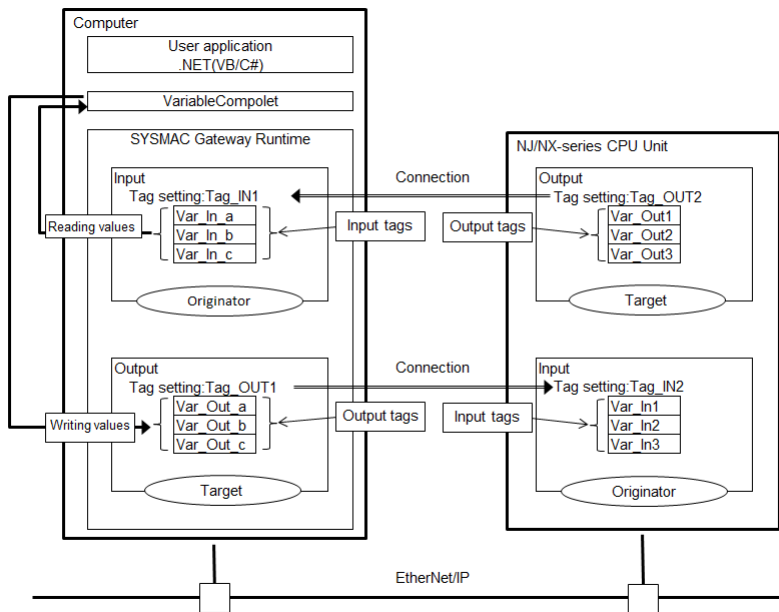 Computer
User application
.NET(VB/C#)
VariableCompolet
SYSMAC Gateway Runtime
Input
Tag setting:Tag_IN1
Var_In_a
Var_In_b
Var_In_c
Originator
Reading values
Input tags
Output
Tag setting:Tag_OUT1
Var_Out_a
Var_Out_b
Var_Out_c
Target
Writing values
Output tags
Connection
Connection
NJ/NX-series CPU Unit
Output
Tag setting:Tag_OUT2
Var_Out1
Var_Out2
Var_Out3
Target
Output tags
Input
Tag setting:Tag_IN2
Var_In1
Var_In2
Var_In3
Originator
Input tags
EtherNet/IP